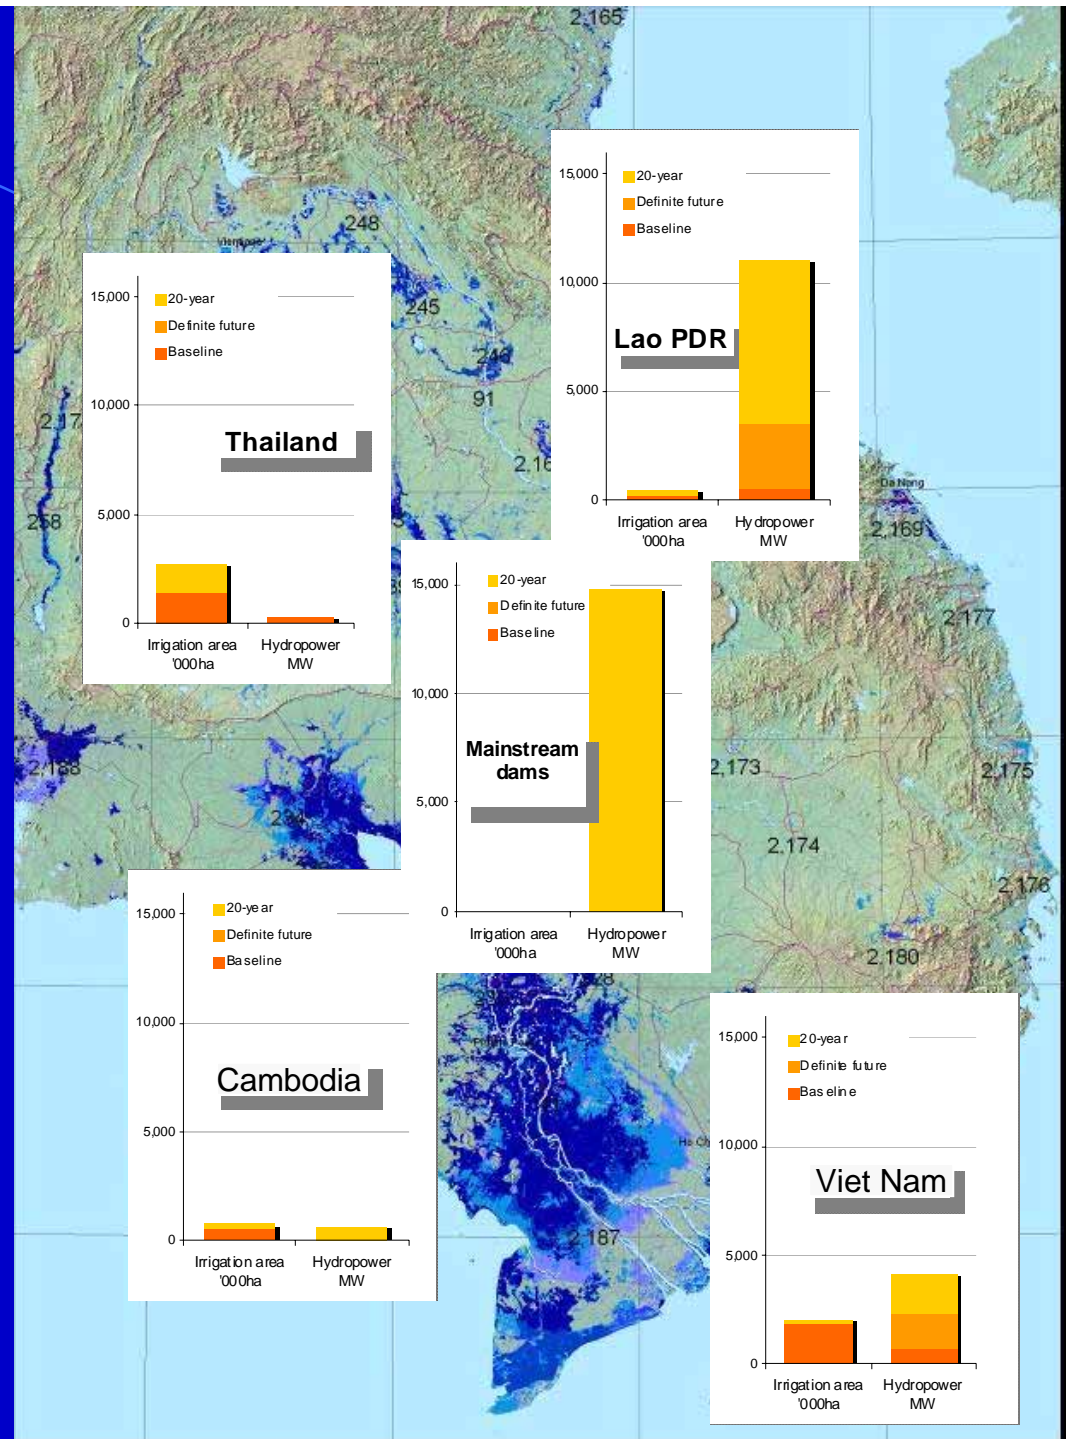 2,165
248
Vientiane
245
246
91
258
2,169
Da Nang
2,177
2,188
2,173
2,175
2,174
2,176
2,180
2,187
15,000
10,000
5,000
0
20-year
Definite future
Baseline
Thailand
Irrigation area
'000ha
Hydropower
MW
15,000
10,000
5,000
0
20-year
Definite future
Baseline
Lao PDR
Irrigation area
'000ha
Hydropower
MW
15,000
10,000
5,000
0
20-year
Definite future
Baseline
Mainstream
dams
Irrigation area
'000ha
Hydropower
MW
15,000
10,000
5,000
0
20-year
Definite future
Baseline
Cambodia
Irrigation area
'000ha
Hydropower
MW
15,000
10,000
5,000
0
20-year
Definite future
Baseline
Viet Nam
Irrigation area
'000ha
Hydropower
MW